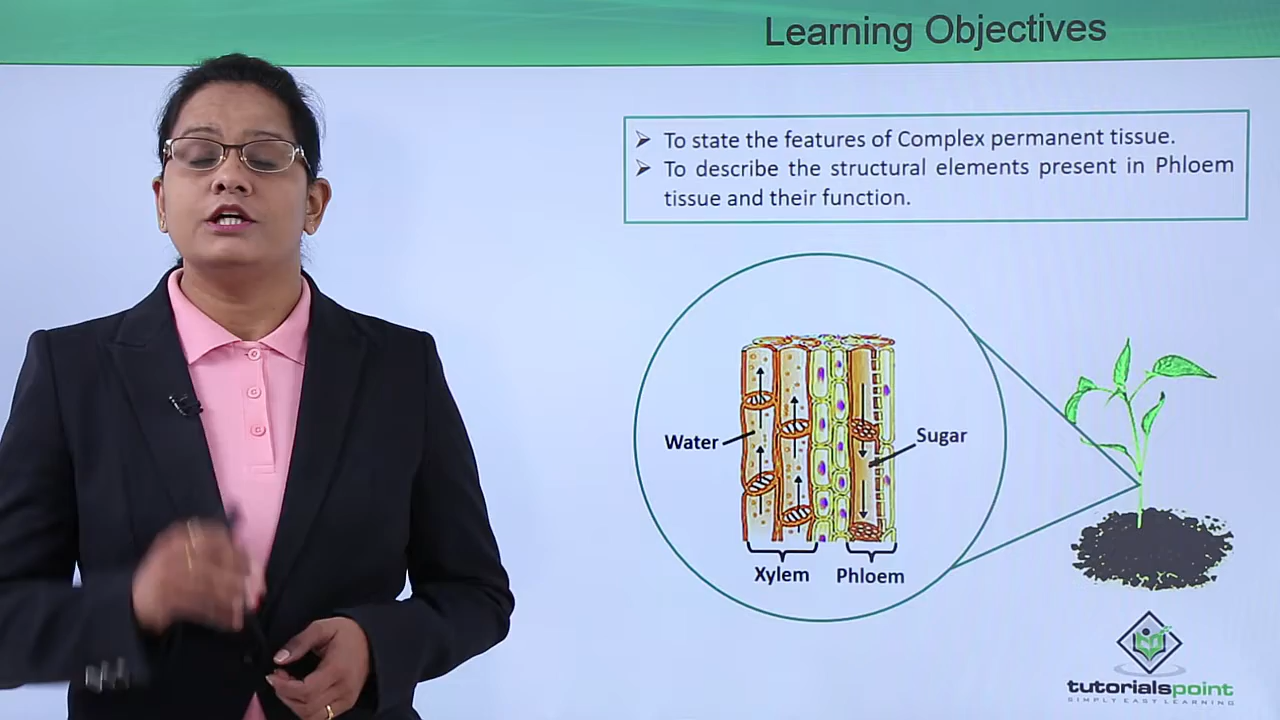 Learning Objectives
➢ To state the features of Complex permanent tissue.
➢ To describe the structural elements present in Phloem
tissue and their function.
Water
Sugar
Xylem
Phloem
tutorialspoint
SIMPLY EASY LEARNING